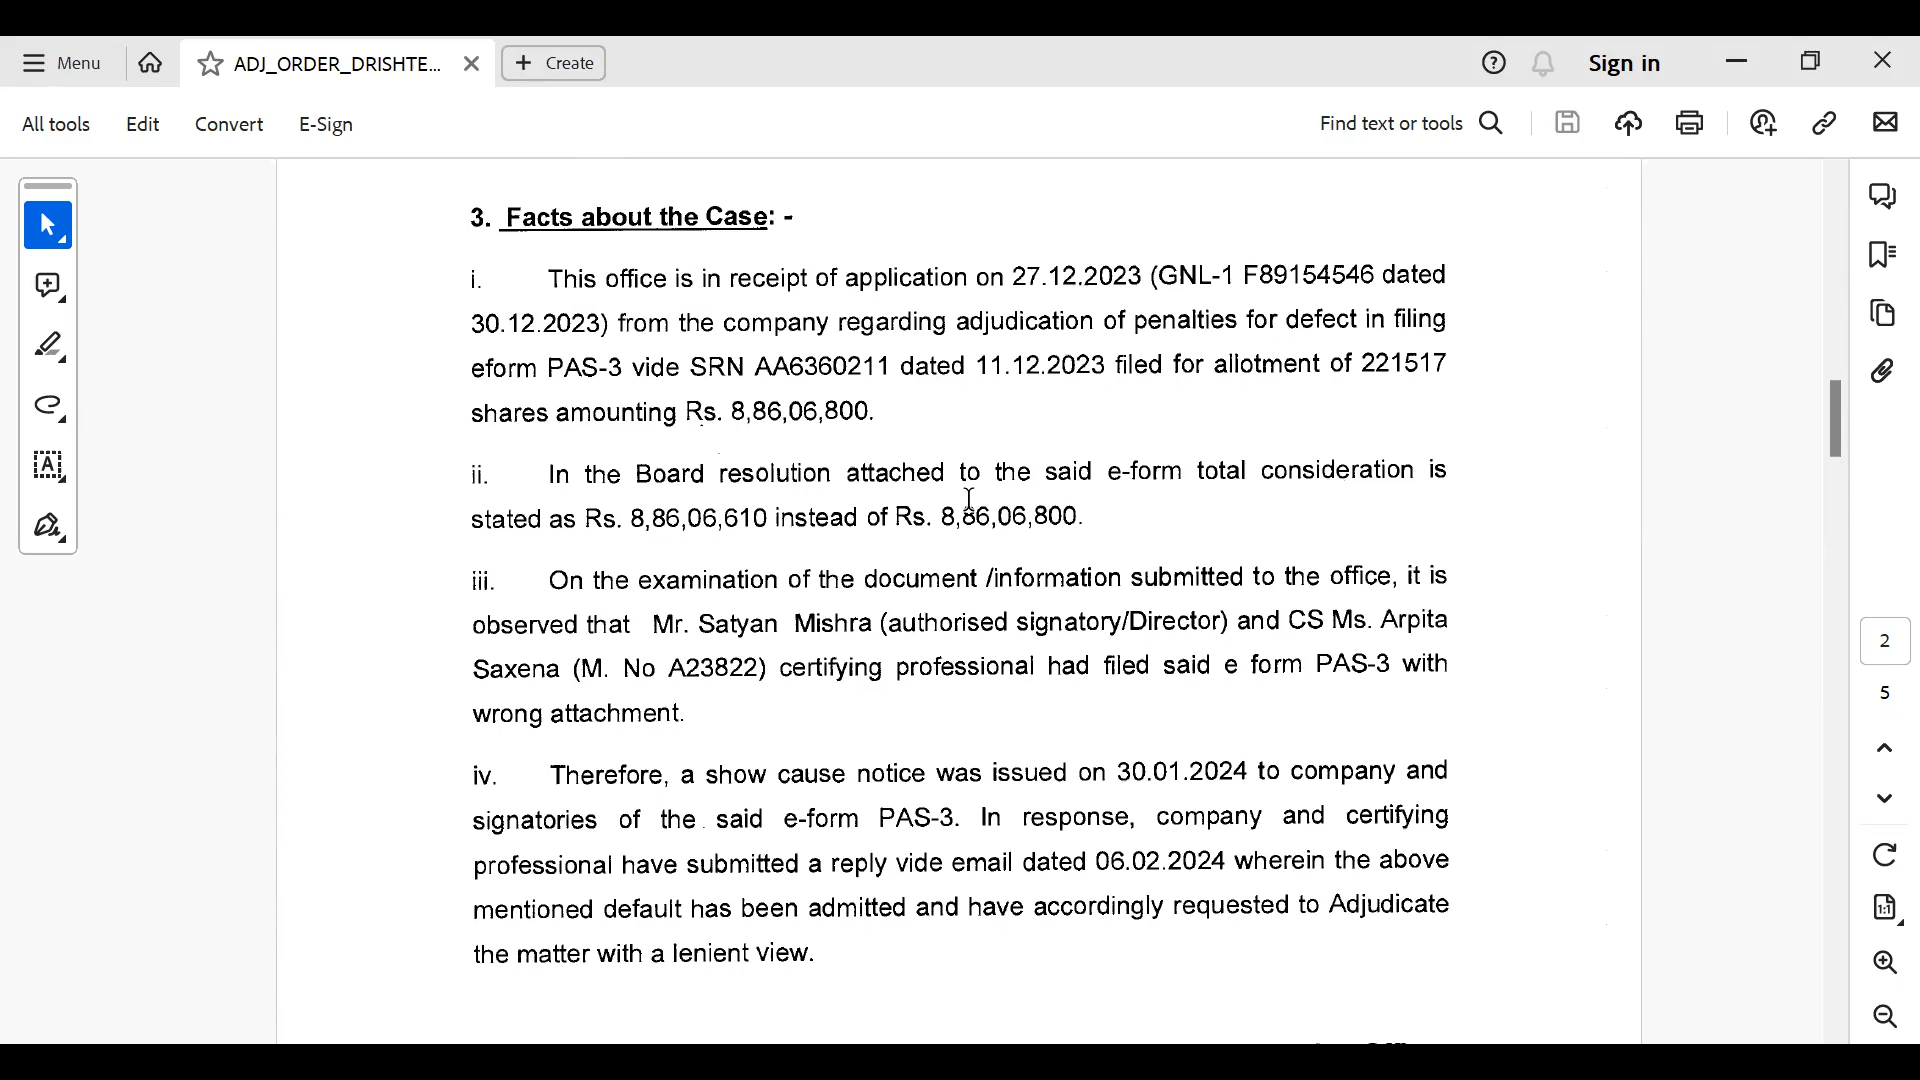 Menu
ADJ_ORDER_DRISHTE...
Create
Sign in
All tools
Edit
Convert
E-Sign
Find text or tools
3. Facts about the Case: -
i. This office is in receipt of application on 27.12.2023 (GNL-1 F89154546 dated
30.12.2023) from the company regarding adjudication of penalties for defect in filing
eform PAS-3 vide SRN AA6360211 dated 11.12.2023 filed for allotment of 221517
shares amounting Rs. 8,86,06,800.
ii. In the Board resolution attached to the said e-form total consideration is
stated as Rs. 8,86,06,610 instead of Rs. 8,86,06,800.
iii. On the examination of the document /information submitted to the office, it is
observed that Mr. Satyan Mishra (authorised signatory/Director) and CS Ms. Arpita
Saxena (M. No A23822) certifying professional had filed said e form PAS-3 with
wrong attachment.
iv. Therefore, a show cause notice was issued on 30.01.2024 to company and
signatories of the said e-form PAS-3. In response, company and certifying
professional have submitted a reply vide email dated 06.02.2024 wherein the above
mentioned default has been admitted and have accordingly requested to Adjudicate
the matter with a lenient view.
2
5